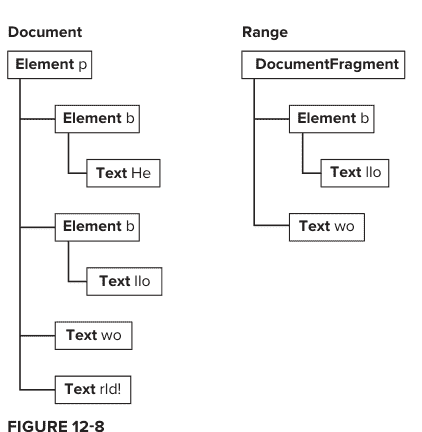 Document
Element p
Element b
Text He
Element b
Text llo
Text wo
Text rld!
Range
DocumentFragment
Element b
Text llo
Text wo
FIGURE 12-8